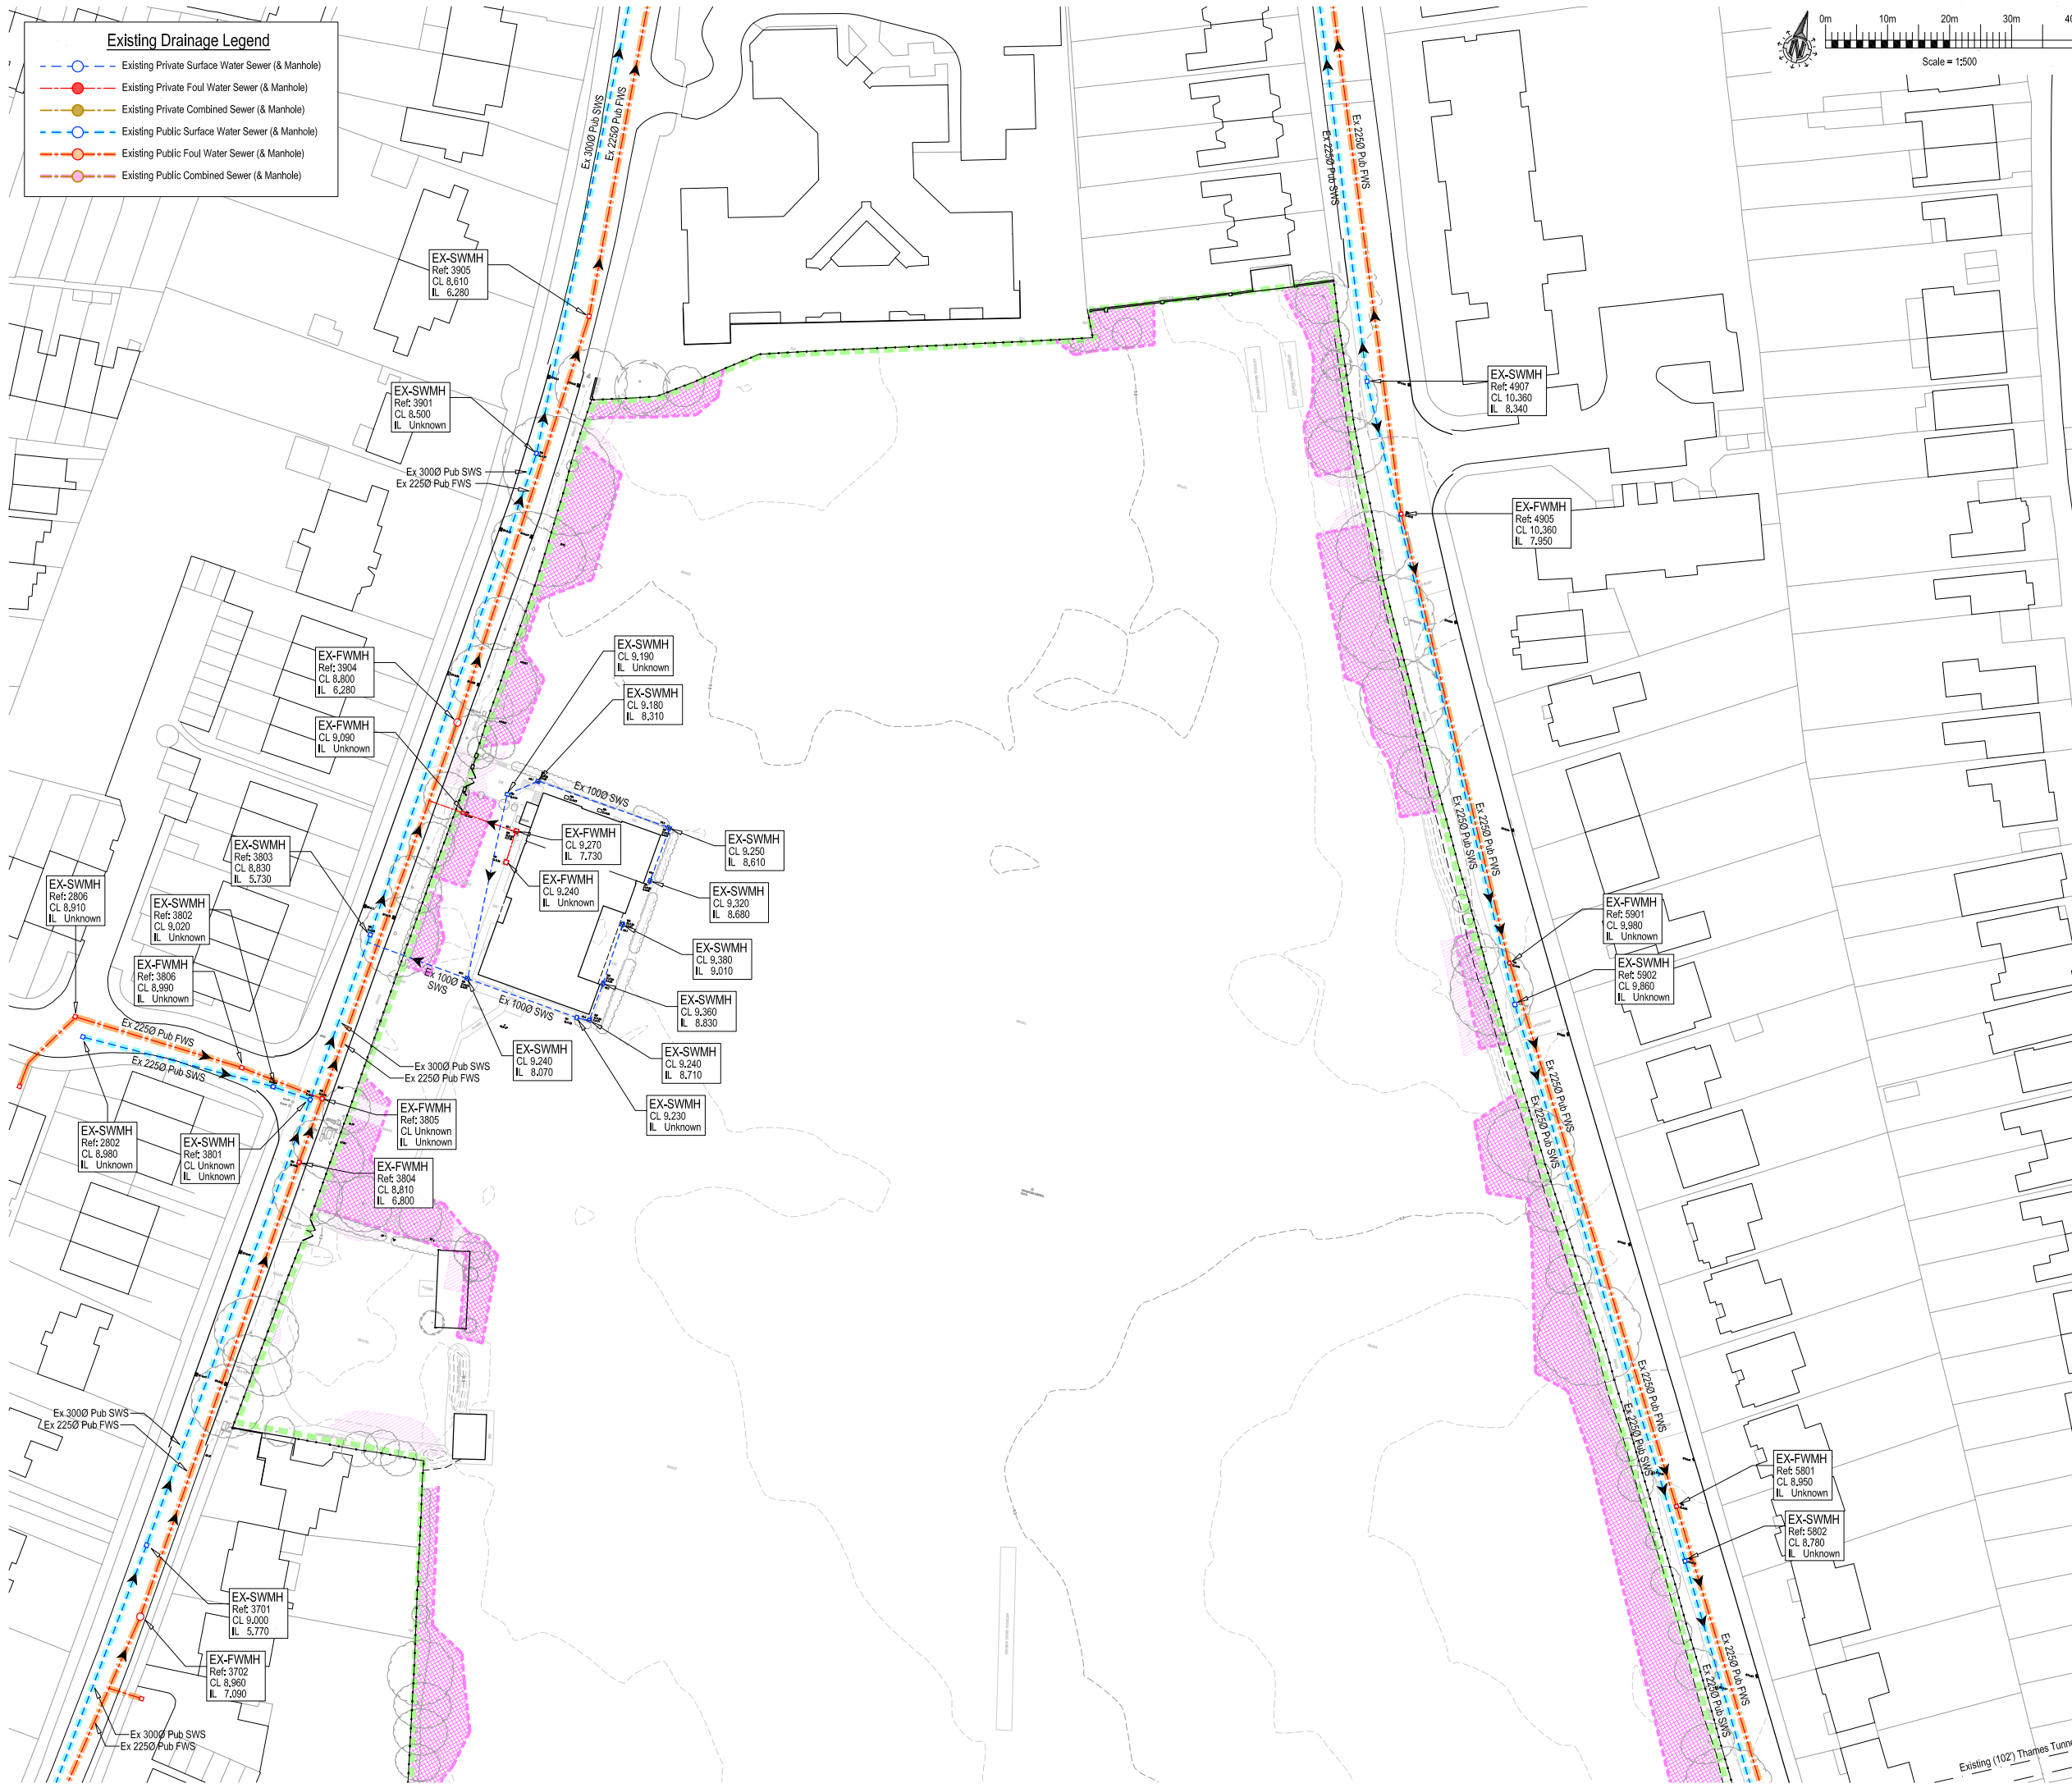 Existing Drainage Legend
Existing Private Surface Water Sewer (& Manhole)
Existing Private Foul Water Sewer (& Manhole)
Existing Private Combined Sewer (& Manhole)
Existing Public Surface Water Sewer (& Manhole)
Existing Public Foul Water Sewer (& Manhole)
Existing Public Combined Sewer (& Manhole)
N
0m 10m 20m 30m
Scale = 1:500
Ex 300Ø Pub SWS
Ex 225Ø Pub FWS
Ex 225Ø Pub SWS
Ex 225Ø Pub FWS
EX-SWMH
Ref: 3905
CL 8.610
IL 6.280
EX-SWMH
Ref: 3901
CL 8.500
IL Unknown
EX-SWMH
Ref: 4907
CL 10.360
IL 8.340
Ex 300Ø Pub SWS
Ex 225Ø Pub FWS
EX-FWMH
Ref: 4905
CL 10.360
IL 7.950
EX-FWMH
Ref: 3904
CL 8.800
IL 6.280
EX-SWMH
CL 9.190
IL Unknown
EX-SWMH
CL 9.180
IL 8.310
EX-FWMH
CL 9.090
IL Unknown
Ex 100Ø SWS
EX-FWMH
CL 9.270
IL 7.730
EX-SWMH
CL 9.250
IL 8.610
EX-SWMH
Ref: 3803
CL 8.830
IL 5.730
EX-FWMH
CL 9.240
IL Unknown
EX-SWMH
CL 9.320
IL 8.680
EX-SWMH
Ref: 2806
CL 8.910
IL Unknown
EX-SWMH
Ref: 3802
CL 9.020
IL Unknown
EX-FWMH
Ref: 3806
CL 8.990
IL Unknown
EX-SWMH
CL 9.380
IL 9.010
EX-SWMH
CL 9.360
IL 8.830
Ex 100Ø
SWS
Ex 100Ø SWS
EX-SWMH
CL 9.240
IL 8.070
EX-SWMH
CL 9.240
IL 8.710
EX-SWMH
CL 9.230
IL Unknown
Ex 225Ø Pub FWS
Ex 225Ø Pub SWS
Ex 300Ø Pub SWS
Ex 225Ø Pub FWS
EX-FWMH
Ref: 3805
CL Unknown
IL Unknown
EX-SWMH
Ref: 2802
CL 8.980
IL Unknown
EX-SWMH
Ref: 3801
CL Unknown
IL Unknown
EX-FWMH
Ref: 3804
CL 8.810
IL 6.800
Ex 225Ø Pub FWS
Ex 225Ø Pub SWS
EX-FWMH
Ref: 5901
CL 9.980
IL Unknown
EX-SWMH
Ref: 5902
CL 9.860
IL Unknown
Ex 225Ø Pub FWS
Ex 225Ø Pub SWS
Ex 225Ø Pub FWS
Ex 225Ø Pub SWS
Ex 300Ø Pub SWS
Ex 225Ø Pub FWS
EX-FWMH
Ref: 5801
CL 8.950
IL Unknown
EX-SWMH
Ref: 5802
CL 8.780
IL Unknown
EX-SWMH
Ref: 3701
CL 9.000
IL 5.770
EX-FWMH
Ref: 3702
CL 8.960
IL 7.090
Ex 225Ø Pub FWS
Ex 225Ø Pub SWS
Ex 300Ø Pub SWS
Ex 225Ø Pub FWS
Existing (102") Thames